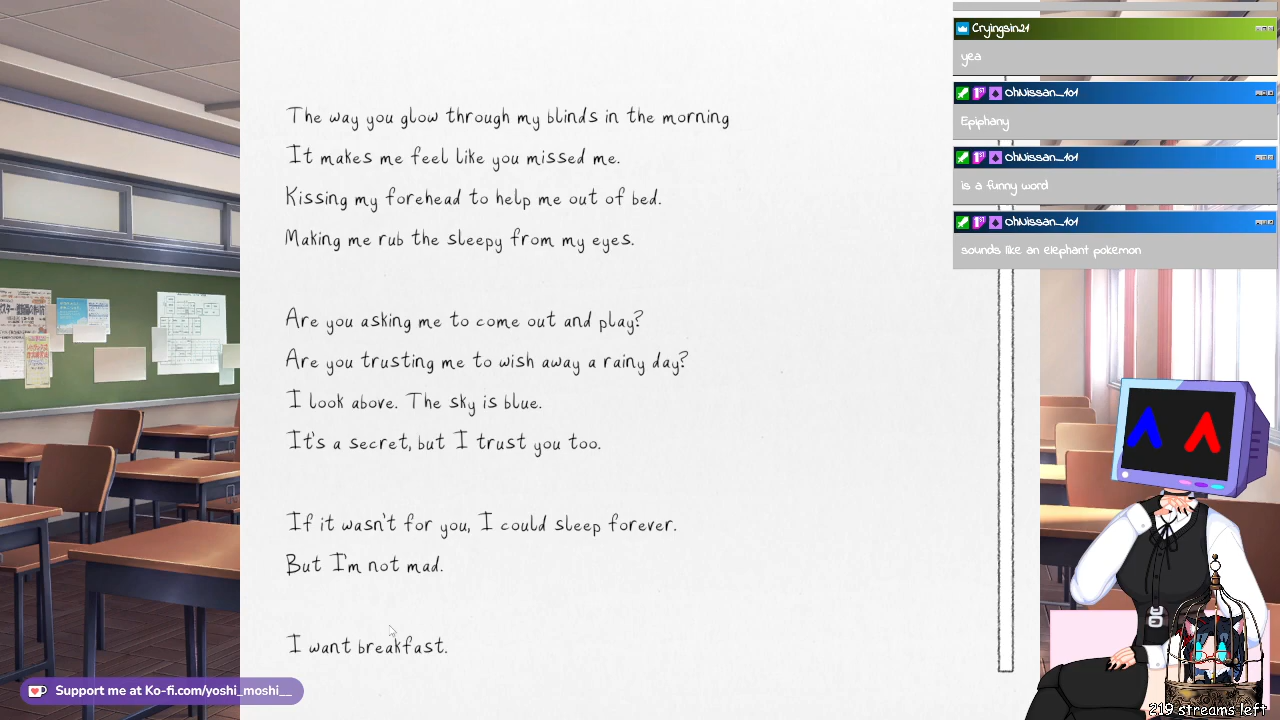 The way you glow through my blinds in the morning
It makes me feel like you missed me.
Kissing my forehead to help me out of bed.
Making me rub the sleepy from my eyes.
Are you asking me to come out and play?
Are you trusting me to wish away a rainy day?
I look above. The sky is blue.
It's a secret, but I trust you too.
If it wasn't for you, I could sleep forever.
But I'm not mad.
I want breakfast.
Cryingsin21
yea
OhNissan_101
Epiphany
OhNissan_101
is a funny word
OhNissan_101
sounds like an elephant pokemon
Support me at Ko-fi.com/yoshi_moshi__
219 streams left